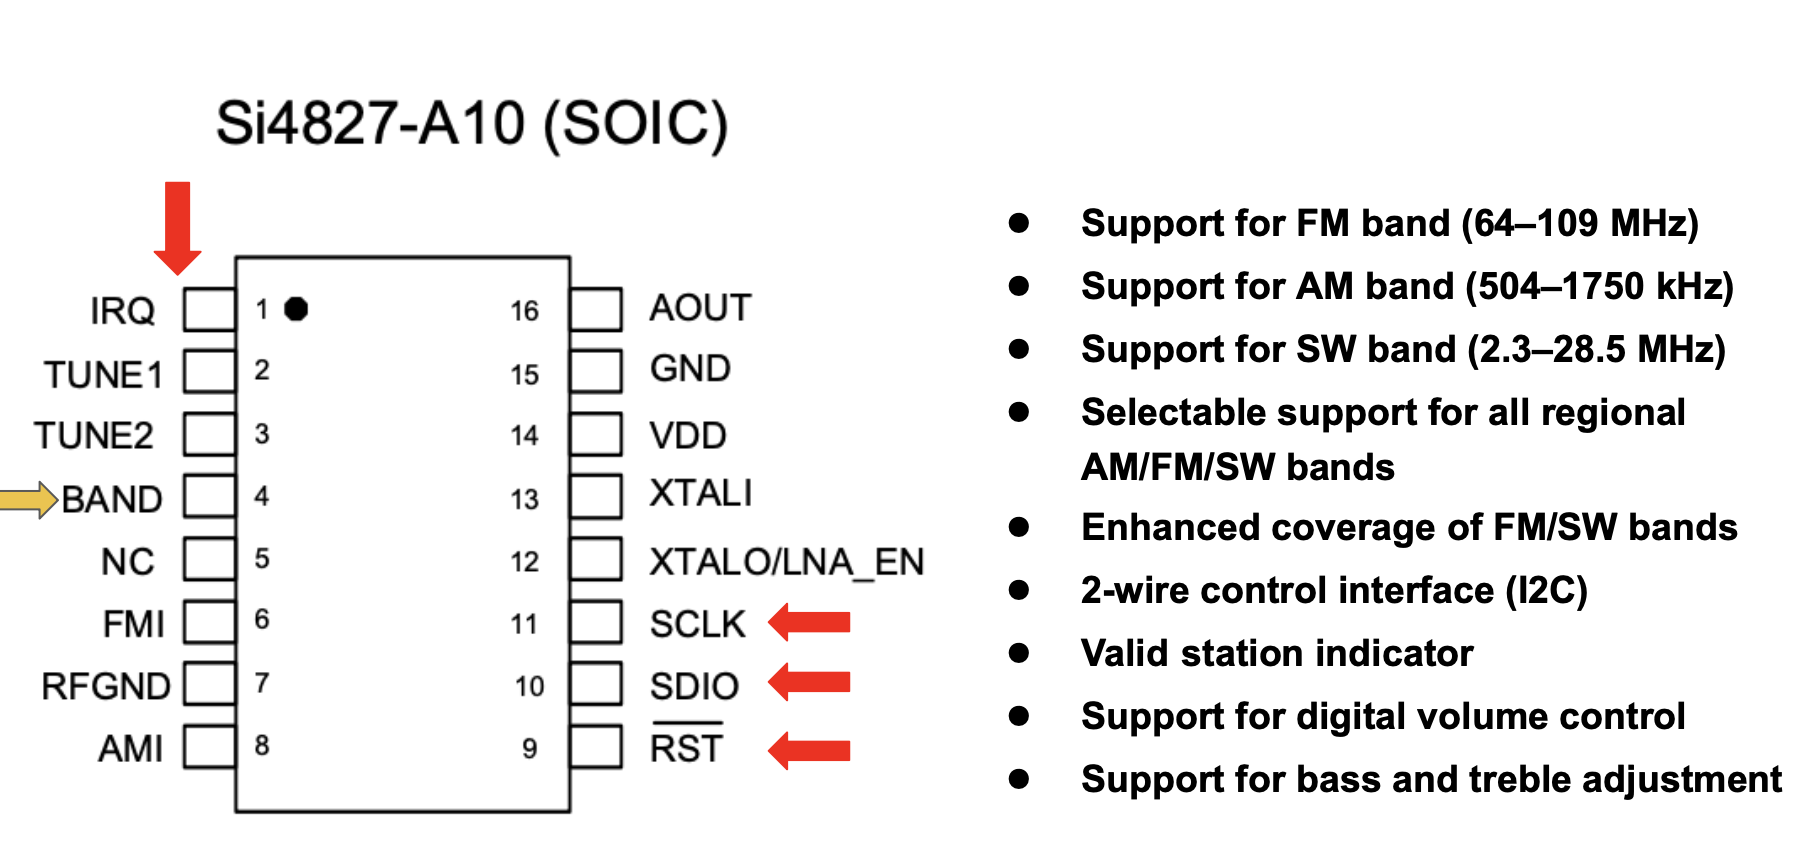 Si4827-A10 (SOIC)
IRQ 1 16 AOUT
TUNE1 2 15 GND
TUNE2 3 14 VDD
BAND 4 13 XTALI
NC 5 12 XTALO/LNA_EN
FMI 6 11 SCLK
RFGND 7 10 SDIO
AMI 8 9 RST
● Support for FM band (64–109 MHz)
● Support for AM band (504–1750 kHz)
● Support for SW band (2.3–28.5 MHz)
● Selectable support for all regional
AM/FM/SW bands
● Enhanced coverage of FM/SW bands
● 2-wire control interface (I2C)
● Valid station indicator
● Support for digital volume control
● Support for bass and treble adjustment